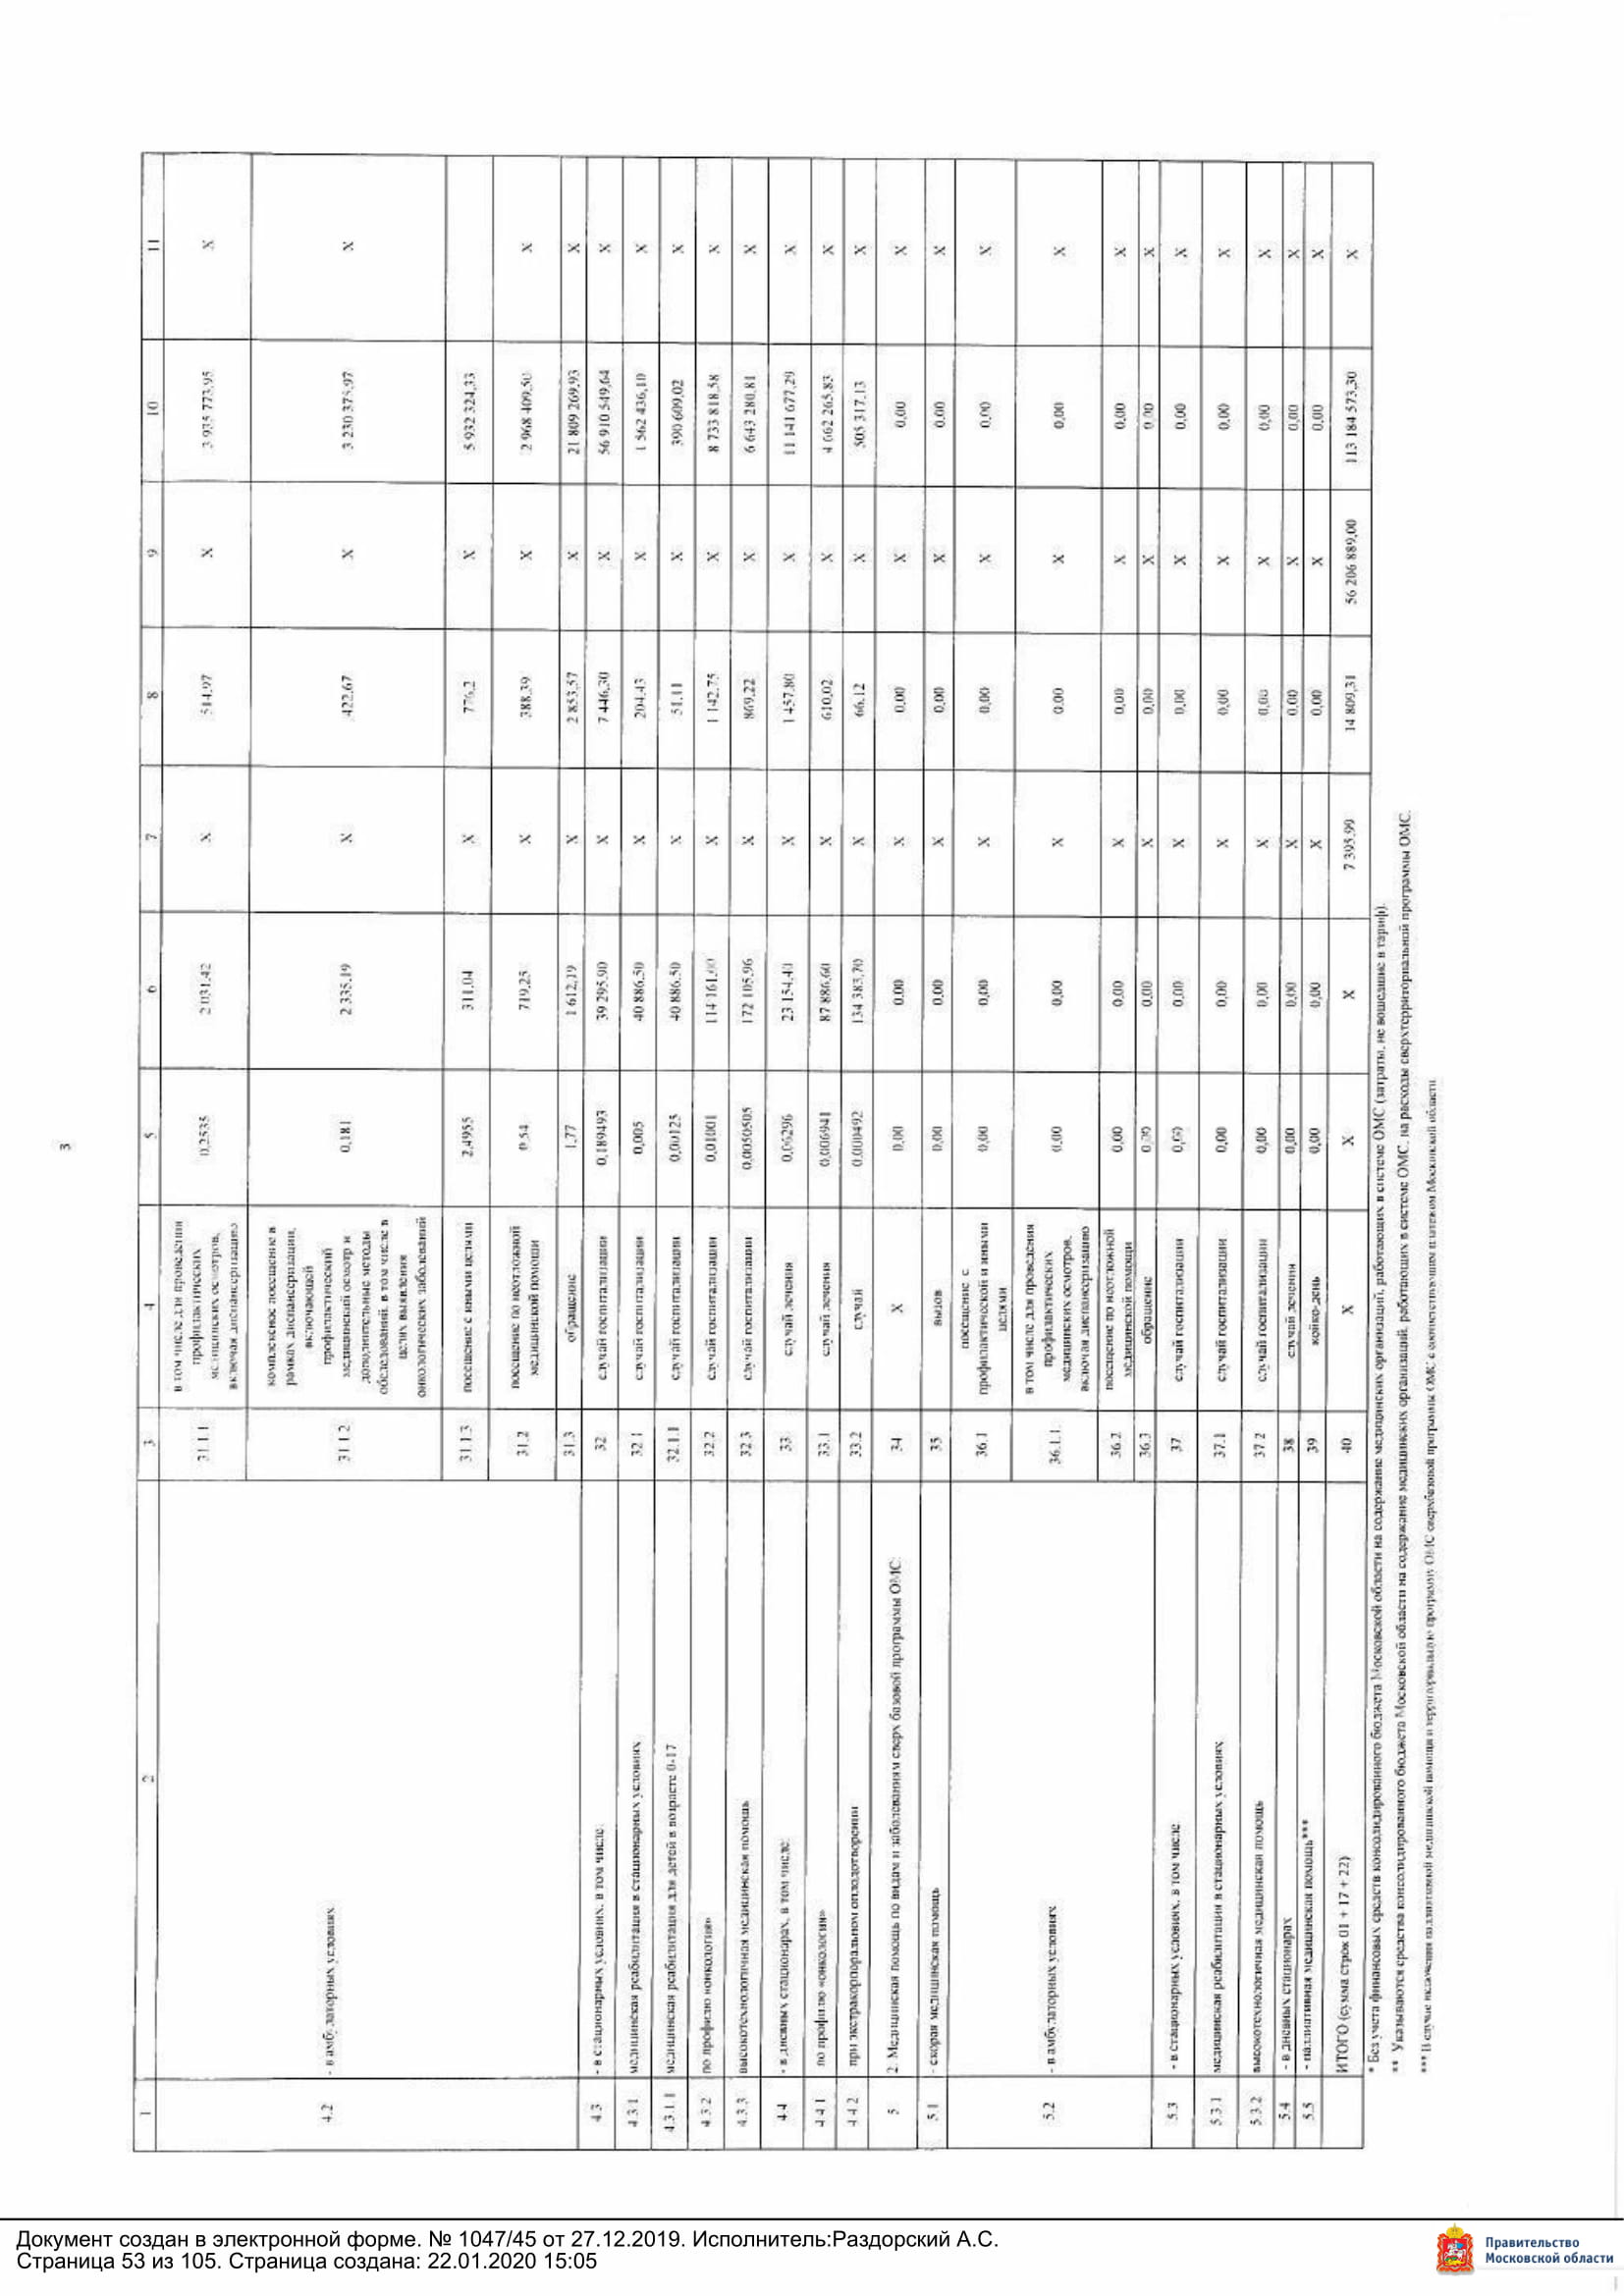 3
1 2 3 4 5 6 7 8 9 10 11
4.2 - в амбулаторных условиях
31.1.1 в том числе для проведения
профилактических
медицинских осмотров,
включая диспансеризацию
0,2535 2 031,42 X 514,97 X 3 935 773,95 X
31.1.2 комплексное посещение в
рамках диспансеризации,
включающей
профилактический
медицинский осмотр и
дополнительные методы
обследований, в том числе в
целях выявления
онкологических заболеваний
0,181 2 335,19 X 422,67 X 3 230 375,97 X
31.1.3 посещение с иными целями 2,4955 311,04 X 776,2 X 5 932 324,33
31.2 посещение по неотложной
медицинской помощи
0,54 719,25 X 388,39 X 2 968 409,50 X
31.3 обращение 1,77 1 612,19 X 2 853,57 X 21 809 269,93 X
4.3 - в стационарных условиях, в том числе: 32 случай госпитализации 0,189493 39 295,90 X 7 446,30 X 56 910 549,64 X
4.3.1 медицинская реабилитация в стационарных условиях 32.1 случай госпитализации 0,005 40 886,50 X 204,43 X 1 562 436,10 X
4.3.1.1 медицинская реабилитация для детей в возрасте 0-17 32.1.1 случай госпитализации 0,00125 40 886,50 X 51,11 X 390 609,02 X
4.3.2 по профилю «онкология» 32.2 случай госпитализации 0,01001 114 161,00 X 1 142,75 X 8 733 818,58 X
4.3.3 высокотехнологичная медицинская помощь 32.3 случай госпитализации 0,0050505 172 105,96 X 869,22 X 6 643 280,81 X
4.4 - в дневных стационарах, в том числе: 33 случай лечения 0,06296 23 154,40 X 1 457,80 X 11 141 677,29 X
4.4.1 по профилю «онкология» 33.1 случай лечения 0,006941 87 886,60 X 610,02 X 4 662 265,83 X
4.4.2 при экстракорпоральном оплодотворении 33.2 случай 0,000492 134 383,70 X 66,12 X 505 317,13 X
5 2. Медицинская помощь по видам и заболеваниям сверх базовой программы ОМС: 34 X 0,00 0,00 X 0,00 X 0,00 X
5.1 - скорая медицинская помощь 35 вызов 0,00 0,00 X 0,00 X 0,00 X
5.2 - в амбулаторных условиях
36.1 посещение с
профилактической и иными
целями
0,00 0,00 X 0,00 X 0,00 X
36.1.1. в том числе для проведения
профилактических
медицинских осмотров,
включая диспансеризацию
0,00 0,00 X 0,00 X 0,00 X
36.2 посещение по неотложной
медицинской помощи
0,00 0,00 X 0,00 X 0,00 X
36.3 обращение 0,00 0,00 X 0,00 X 0,00 X
5.3 - в стационарных условиях, в том числе 37 случай госпитализации 0,00 0,00 X 0,00 X 0,00 X
5.3.1 медицинская реабилитация в стационарных условиях 37.1 случай госпитализации 0,00 0,00 X 0,00 X 0,00 X
5.3.2 высокотехнологичная медицинская помощь 37.2 случай госпитализации 0,00 0,00 X 0,00 X 0,00 X
5.4 - в дневных стационарах 38 случай лечения 0,00 0,00 X 0,00 X 0,00 X
5.5 - паллиативная медицинская помощь*** 39 койко-день 0,00 0,00 X 0,00 X 0,00 X
ИТОГО (сумма строк 01 + 17 + 22) 40 X X X 7 395,99 14 809,31 56 206 889,00 113 184 573,30 X
* Без учета финансовых средств консолидированного бюджета Московской области на содержание медицинских организаций, работающих в системе ОМС (затраты, не вошедшие в тариф).
** Указываются средства консолидированного бюджета Московской области на содержание медицинских организаций, работающих в системе ОМС, на расходы сверхтерриториальной программы ОМС.
*** В случае включения паллиативной медицинской помощи в территориальную программу ОМС сверх базовой программы ОМС с соответствующим платежом Московской области
Документ создан в электронной форме. № 1047/45 от 27.12.2019. Исполнитель:Раздорский А.С.
Страница 53 из 105. Страница создана: 22.01.2020 15:05
Правительство
Московской области